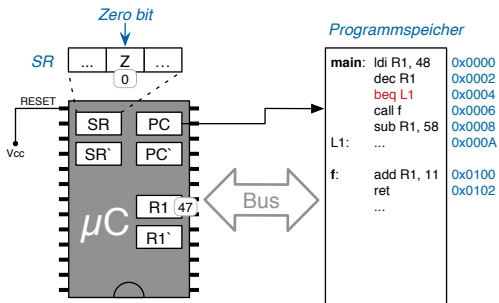 Zero bit
SR
... Z ...
0
RESET
Vcc
SR PC
SR` PC`
R1 47
R1`
µC
Bus
Programmspeicher
main: ldi R1, 48 0x0000
dec R1 0x0002
beq L1 0x0004
call f 0x0006
sub R1, 58 0x0008
L1: ... 0x000A
f: add R1, 11 0x0100
ret 0x0102
...